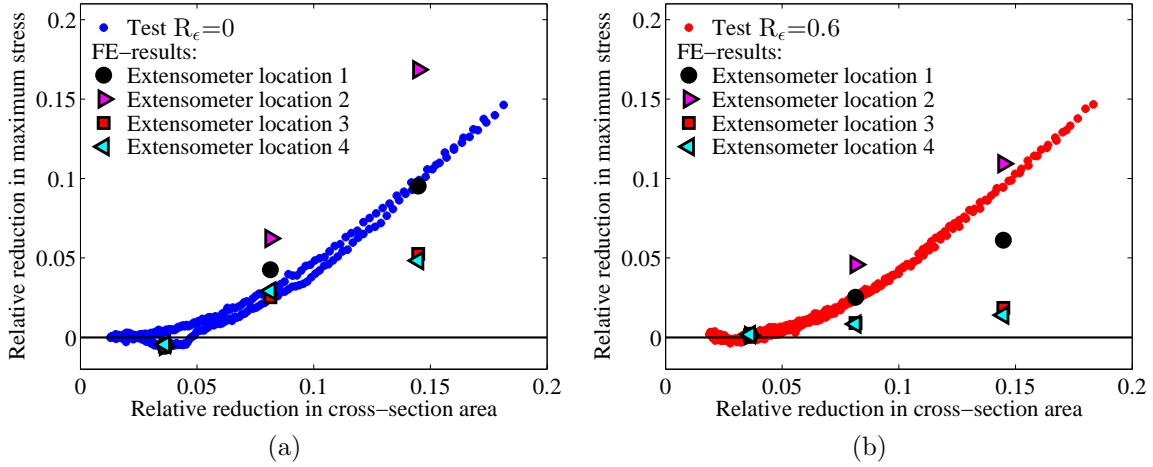 Relative reduction in maximum stress
0.2
0.15
0.1
0.05
0
Test R_ϵ=0
FE−results:
Extensometer location 1
Extensometer location 2
Extensometer location 3
Extensometer location 4
0 0.05 0.1 0.15 0.2
Relative reduction in cross−section area
(a)
Relative reduction in maximum stress
0.2
0.15
0.1
0.05
0
Test R_ϵ=0.6
FE−results:
Extensometer location 1
Extensometer location 2
Extensometer location 3
Extensometer location 4
0 0.05 0.1 0.15 0.2
Relative reduction in cross−section area
(b)